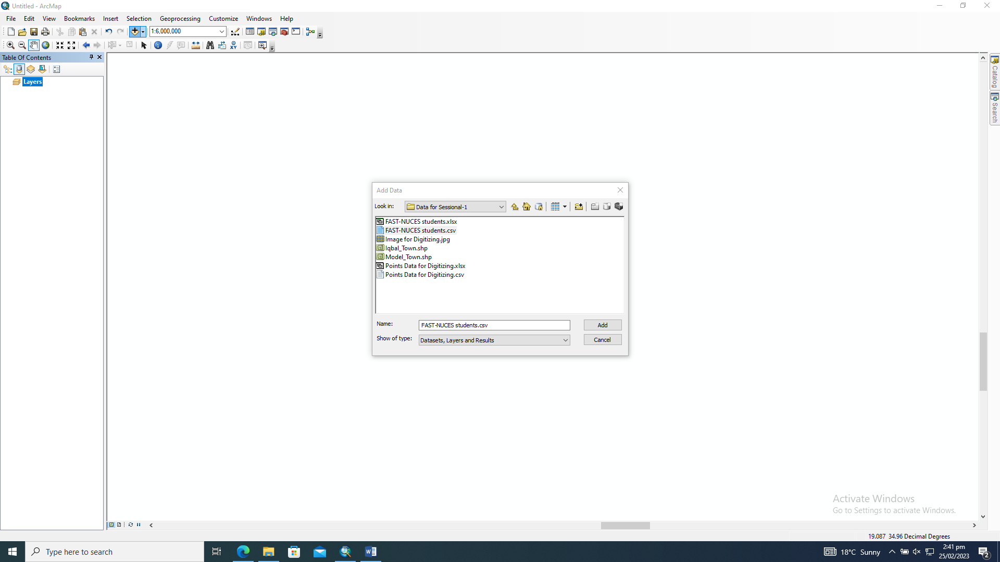 Untitled - ArcMap
File Edit View Bookmarks Insert Selection Geoprocessing Customize Windows Help
1:6,000,000
Table Of Contents
Layers
Catalog
Search
Add Data
Look in: Data for Sessional-1
FAST-NUCES students.xlsx
FAST-NUCES students.csv
Image for Digitizing.jpg
Iqbal_Town.shp
Model_Town.shp
Points Data for Digitizing.xlsx
Points Data for Digitizing.csv
Name: FAST-NUCES students.csv Add
Show of type: Datasets, Layers and Results Cancel
Activate Windows
Go to Settings to activate Windows.
19.087 34.96 Decimal Degrees
Type here to search
18°C Sunny
2:41 pm
25/02/2023
2